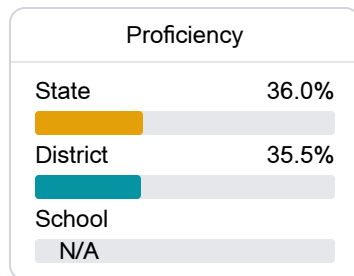 Proficiency
State 36.0%
District 35.5%
School
N/A